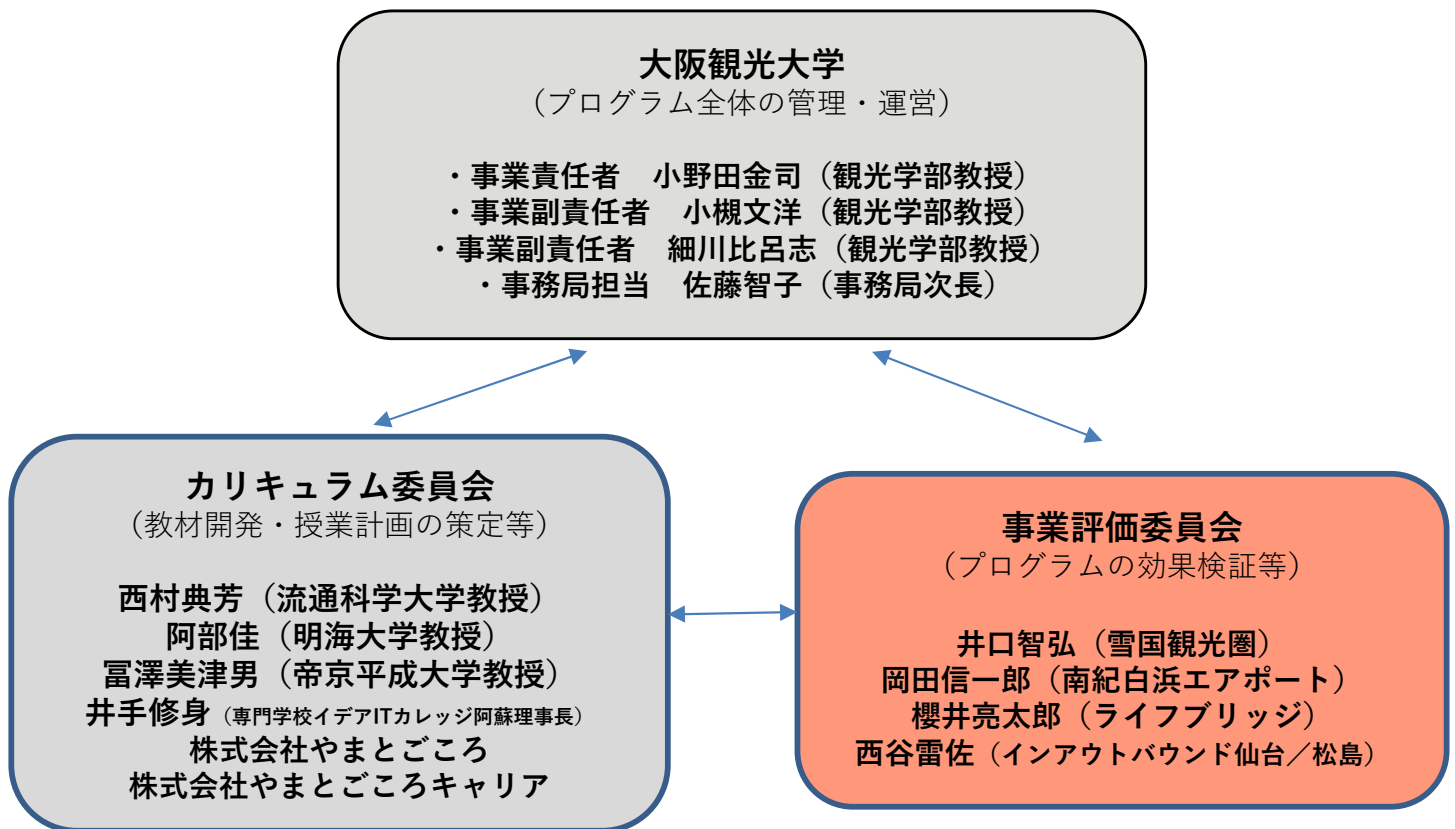 大阪観光大学
（プログラム全体の管理・運営）
・事業責任者　小野田金司（観光学部教授）
・事業副責任者　小槻文洋（観光学部教授）
・事業副責任者　細川比呂志（観光学部教授）
・事務局担当　佐藤智子（事務局次長）
カリキュラム委員会
（教材開発・授業計画の策定等）
西村典芳（流通科学大学教授）
阿部佳（明海大学教授）
冨澤美津男（帝京平成大学教授）
井手修身（専門学校イデアITカレッジ阿蘇理事長）
株式会社やまとごころ
株式会社やまとごころキャリア
事業評価委員会
（プログラムの効果検証等）
井口智弘（雪国観光圏）
岡田信一郎（南紀白浜エアポート）
櫻井亮太郎（ライフブリッジ）
西谷雷佐（インアウトバウンド仙台／松島）